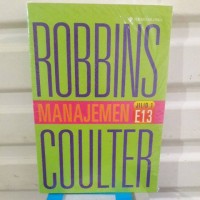 ROBBINS
MANAJEMEN
JILID 1
E13
COULTER